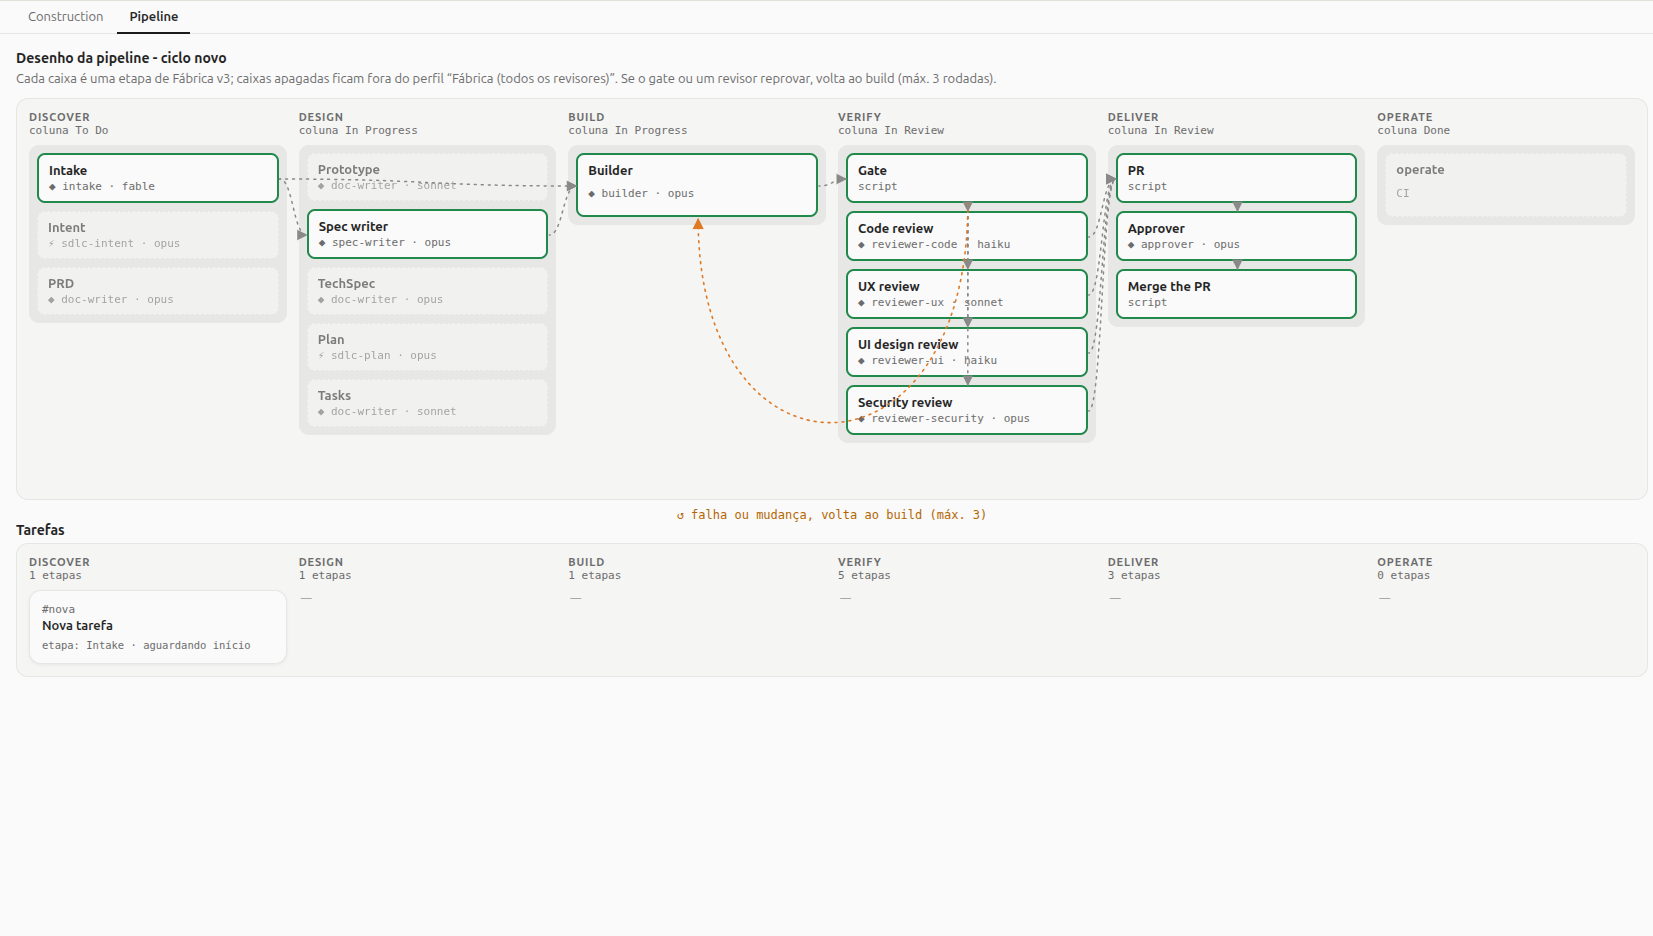 Construction
Pipeline
Desenho da pipeline - ciclo novo
Cada caixa é uma etapa de Fábrica v3; caixas apagadas ficam fora do perfil “Fábrica (todos os revisores)”. Se o gate ou um revisor reprovar, volta ao build (máx. 3 rodadas).
DISCOVER
coluna To Do
Intake
◆ intake · fable
Intent
⚡ sdlc-intent · opus
PRD
◆ doc-writer · opus
DESIGN
coluna In Progress
Prototype
◆ doc-writer · sonnet
Spec writer
◆ spec-writer · opus
TechSpec
◆ doc-writer · opus
Plan
⚡ sdlc-plan · opus
Tasks
◆ doc-writer · sonnet
BUILD
coluna In Progress
Builder
◆ builder · opus
VERIFY
coluna In Review
Gate
script
Code review
◆ reviewer-code · haiku
UX review
◆ reviewer-ux · sonnet
UI design review
◆ reviewer-ui · haiku
Security review
◆ reviewer-security · opus
DELIVER
coluna In Review
PR
script
Approver
◆ approver · opus
Merge the PR
script
OPERATE
coluna Done
operate
CI
↺ falha ou mudança, volta ao build (máx. 3)
Tarefas
DISCOVER
1 etapas
#nova
Nova tarefa
etapa: Intake · aguardando início
DESIGN
1 etapas
—
BUILD
1 etapas
—
VERIFY
5 etapas
—
DELIVER
3 etapas
—
OPERATE
0 etapas
—